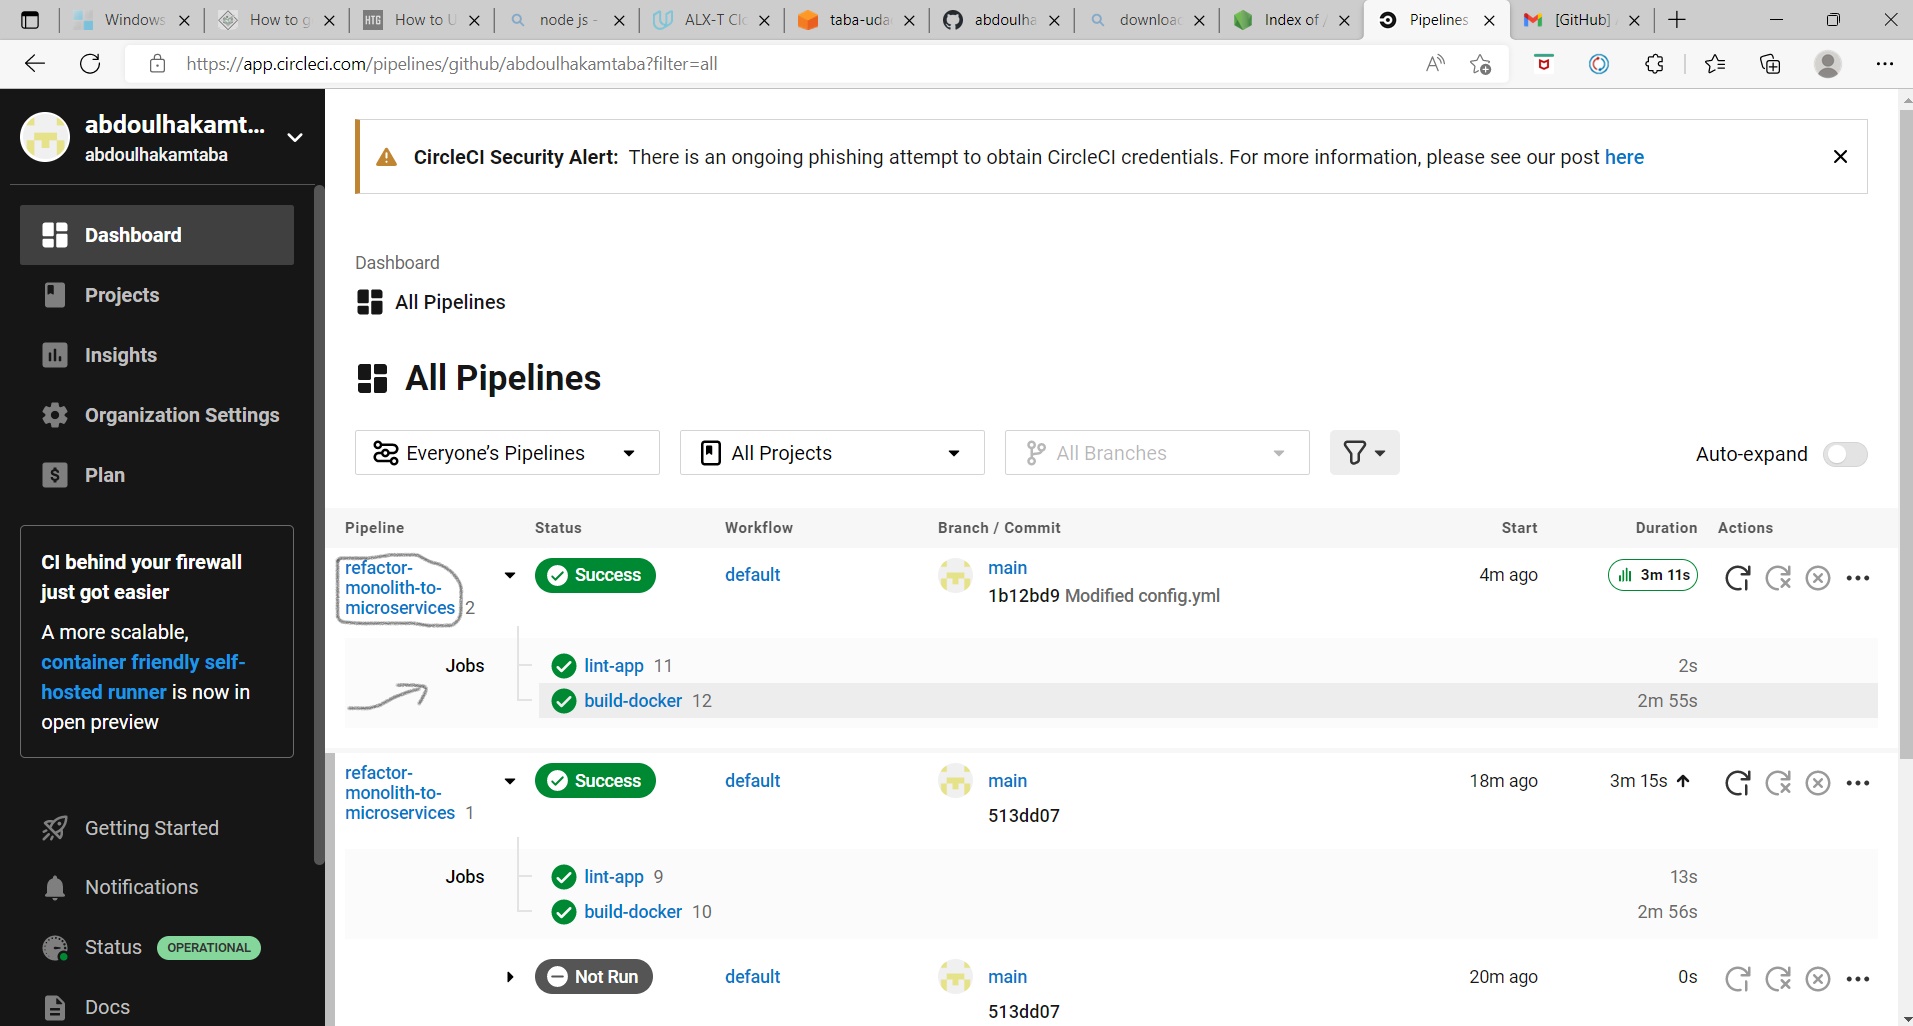 Windows
How to g
How to U
node js -
ALX-T Clo
taba-uda
abdoulha
downloac
Index of /
Pipelines
[GitHub]
https://app.circleci.com/pipelines/github/abdoulhakamtaba?filter=all
abdoulhakamt...
abdoulhakamtaba
Dashboard
Projects
Insights
Organization Settings
Plan
CI behind your firewall
just got easier
A more scalable,
container friendly self-
hosted runner is now in
open preview
Getting Started
Notifications
Status OPERATIONAL
Docs
CircleCI Security Alert: There is an ongoing phishing attempt to obtain CircleCI credentials. For more information, please see our post here
Dashboard
All Pipelines
All Pipelines
Everyone’s Pipelines
All Projects
All Branches
Auto-expand
Pipeline Status Workflow Branch / Commit Start Duration Actions
refactor-
monolith-to-
microservices 2
Success
default
main
1b12bd9 Modified config.yml
4m ago
3m 11s
Jobs
lint-app 11 2s
build-docker 12 2m 55s
refactor-
monolith-to-
microservices 1
Success
default
main
513dd07
18m ago
3m 15s
Jobs
lint-app 9 13s
build-docker 10 2m 56s
Not Run
default
main
513dd07
20m ago
0s